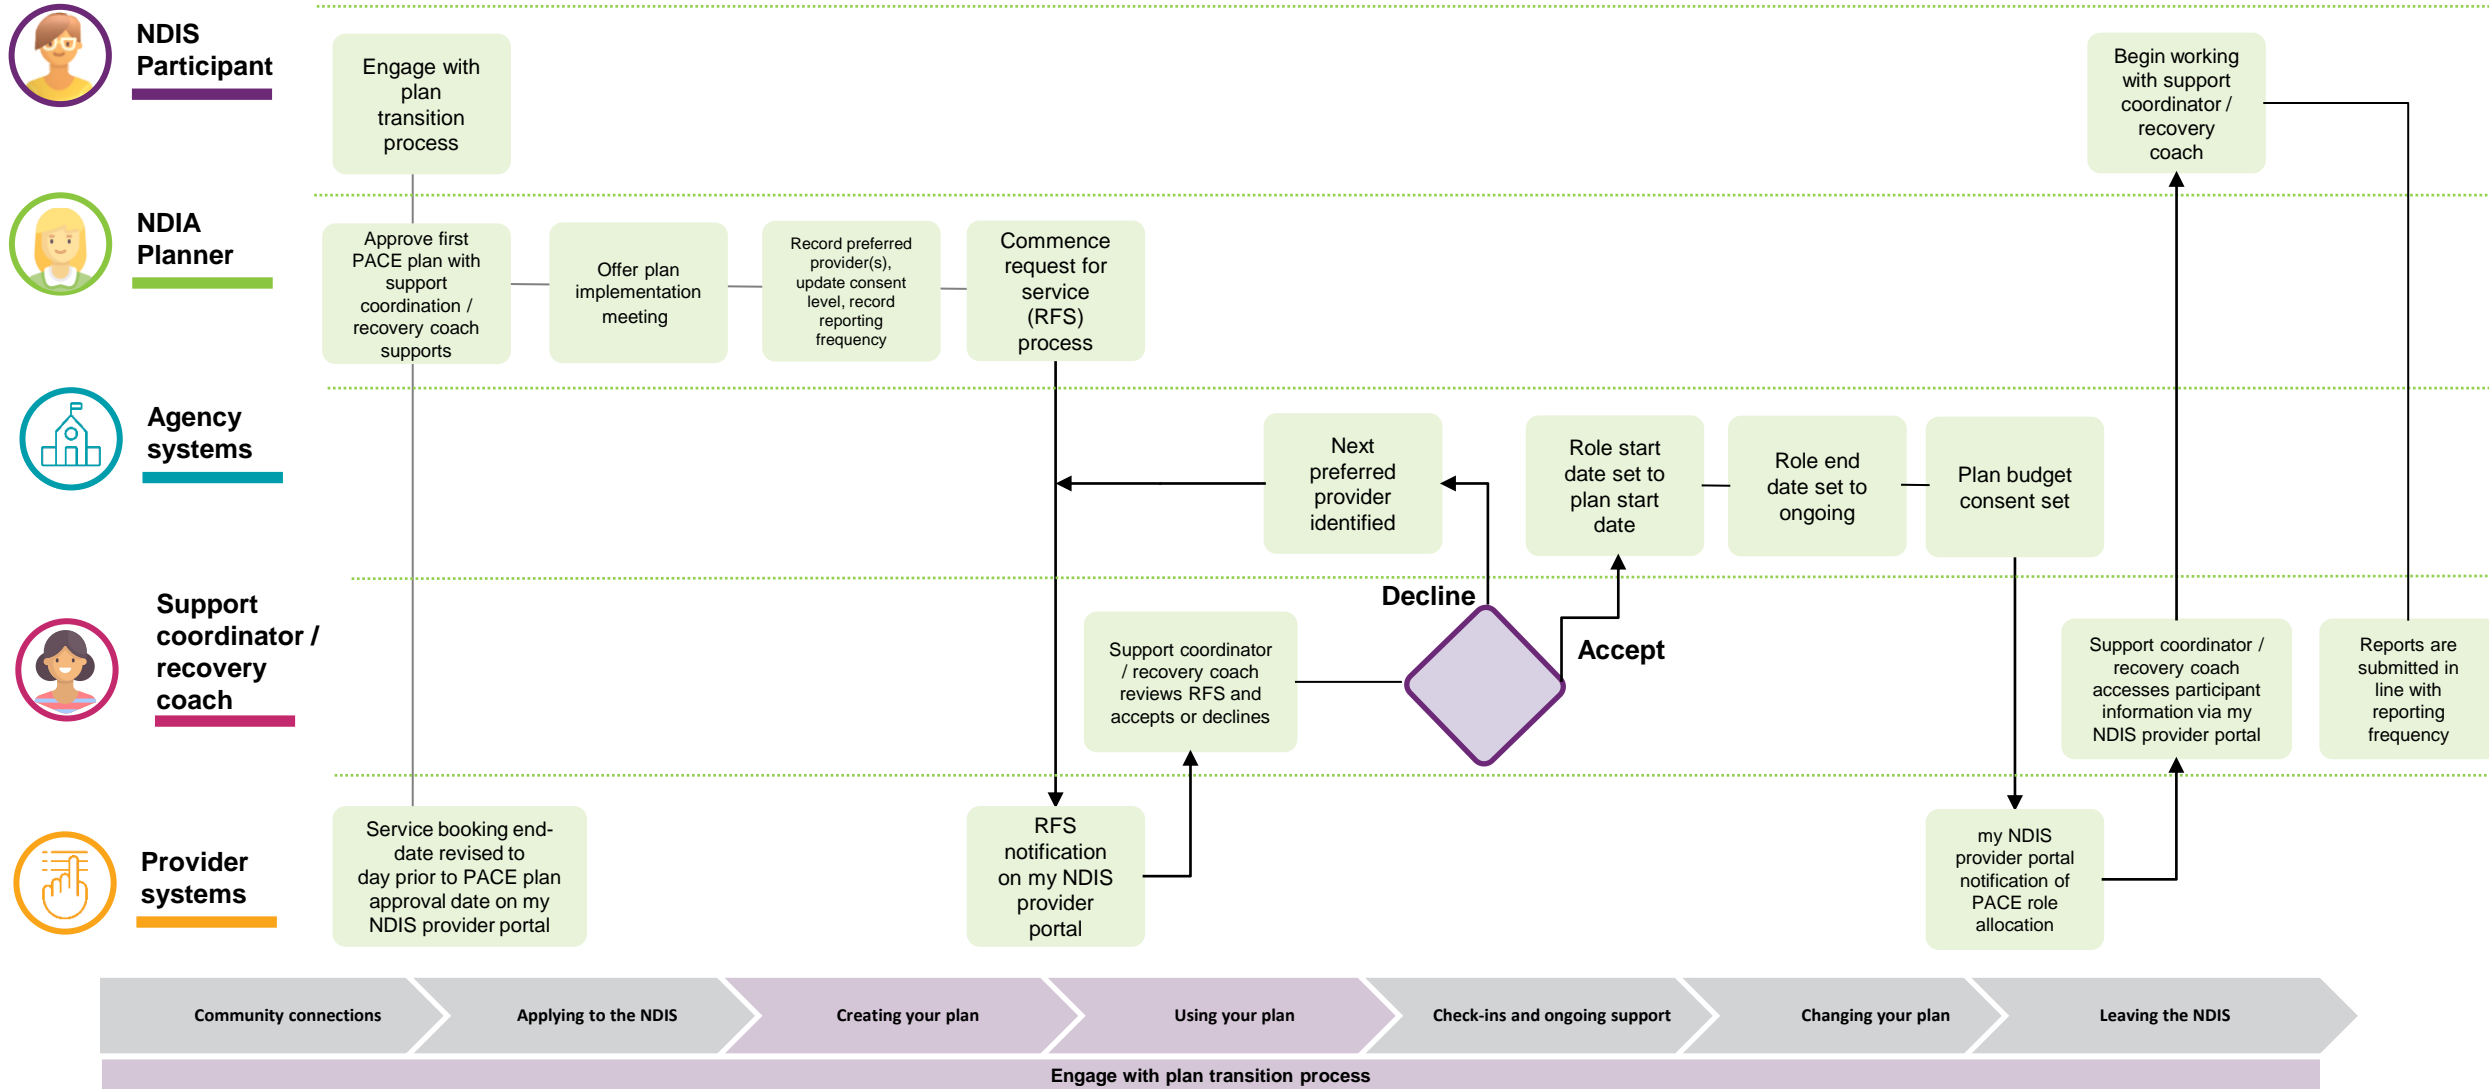 NDIS
Participant
Engage with
plan
transition
process
Begin working
with support
coordinator /
recovery
coach
NDIA
Planner
Approve first
PACE plan with
support
coordination /
recovery coach
supports
Offer plan
implementation
meeting
Record preferred
provider(s),
update consent
level, record
reporting
frequency
Commence
request for
service
(RFS)
process
Agency
systems
Next
preferred
provider
identified
Role start
date set to
plan start
date
Role end
date set to
ongoing
Plan budget
consent set
Support
coordinator /
recovery
coach
Support coordinator
/ recovery coach
reviews RFS and
accepts or declines
Decline
Accept
Support coordinator /
recovery coach
accesses participant
information via my
NDIS provider portal
Reports are
submitted in
line with
reporting
frequency
Provider
systems
Service booking end-
date revised to
day prior to PACE plan
approval date on my
NDIS provider portal
RFS
notification
on my NDIS
provider
portal
my NDIS
provider portal
notification of
PACE role
allocation
Community connections
Applying to the NDIS
Creating your plan
Using your plan
Check-ins and ongoing support
Changing your plan
Leaving the NDIS
Engage with plan transition process